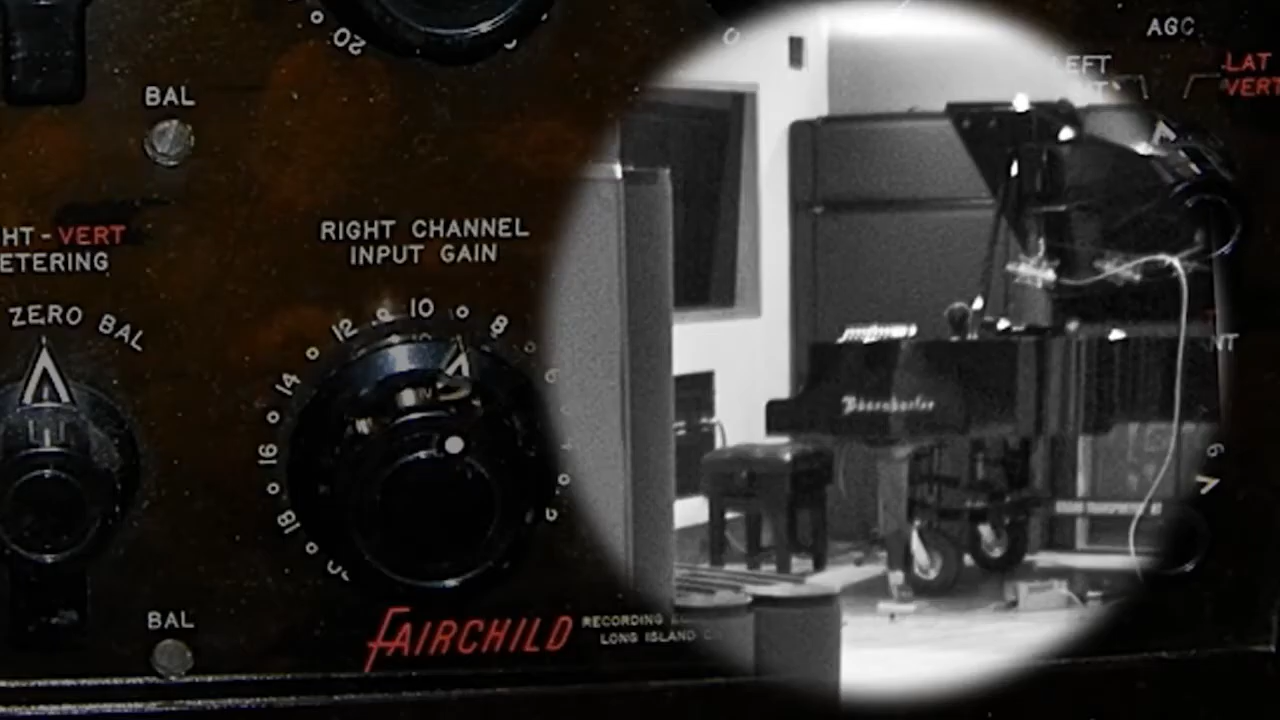 20
AGC
LEFT
LAT
VERT
BAL
HT-VERT
ETERING
RIGHT CHANNEL
INPUT GAIN
ZERO BAL
10
12
8
14
16
18
Bösendorfer
BAL
FAIRCHILD
RECORDING
LONG ISLAND